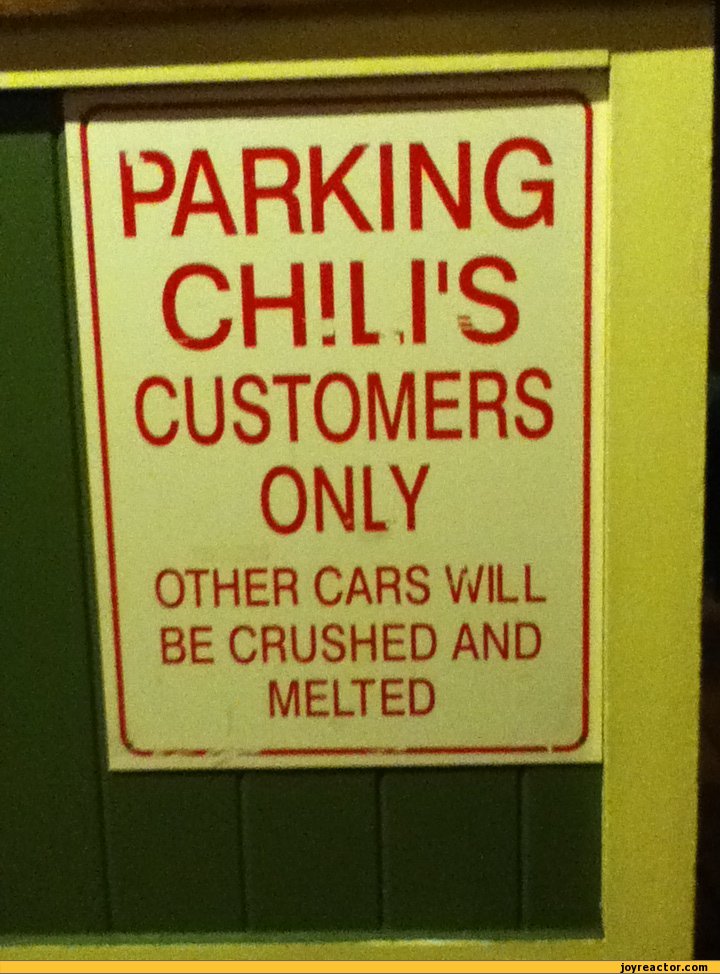 PARKING
CH!LI'S
CUSTOMERS
ONLY
OTHER CARS WILL
BE CRUSHED AND
MELTED
joyreactor.com